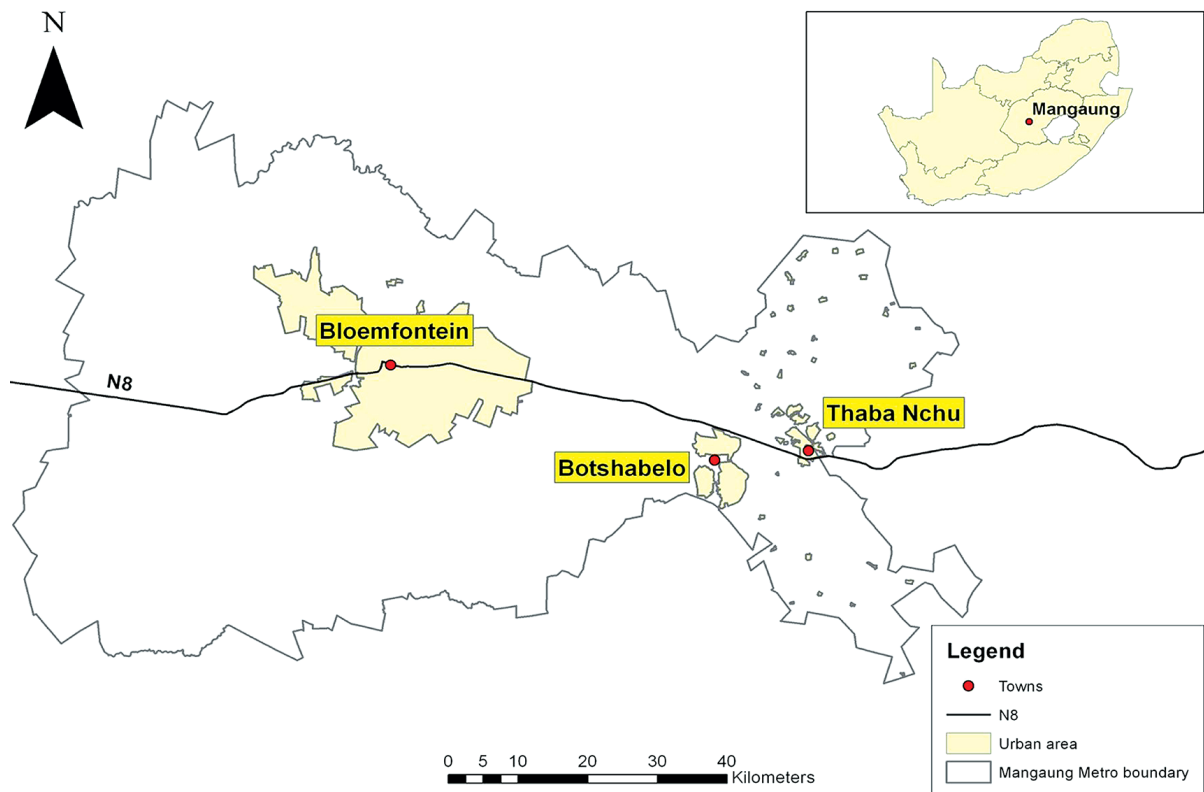 N
Mangaung
Bloemfontein
N8
Thaba Nchu
Botshabelo
Legend
Towns
N8
Urban area
Mangaung Metro boundary
0 5 10 20 30 40
Kilometers